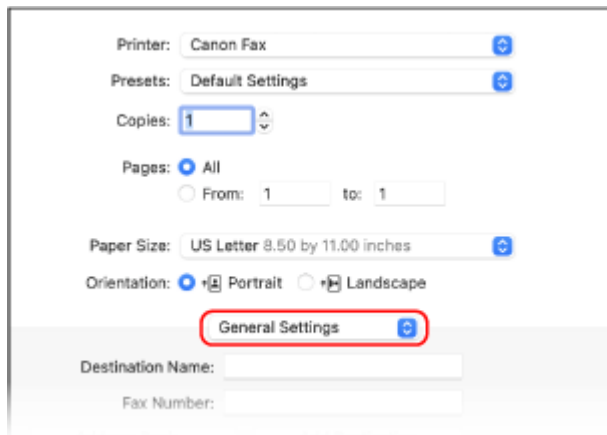 Printer: Canon Fax
Presets: Default Settings
Copies: 1
Pages: All
From: 1 to: 1
Paper Size: US Letter 8.50 by 11.00 inches
Orientation: Portrait Landscape
General Settings
Destination Name:
Fax Number: